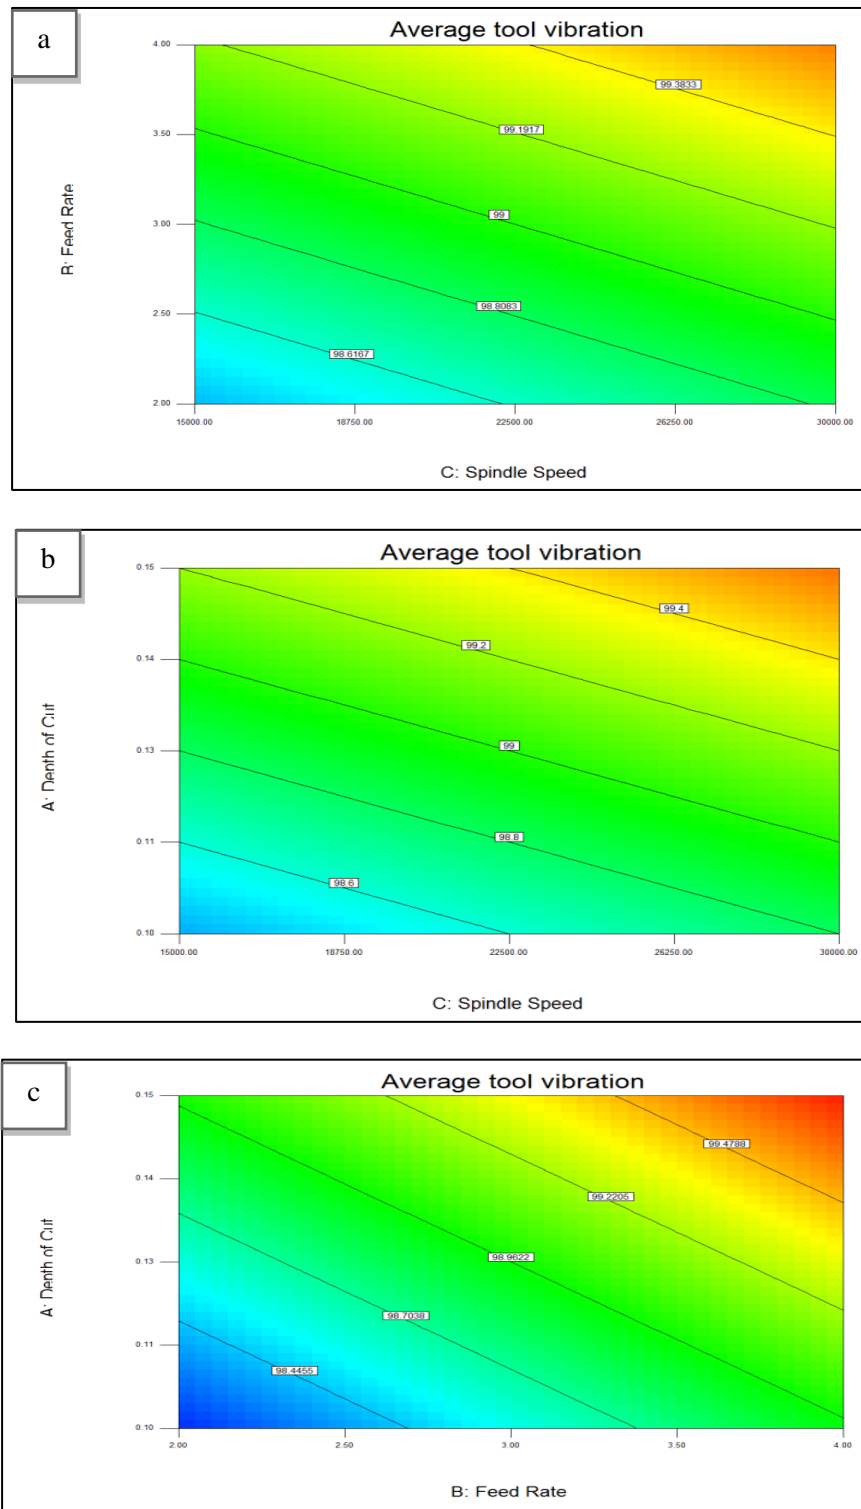 a
Average tool vibration
4.00
99.3833
3.50
99.1917
B: Feed Rate
3.00
99
2.50
98.8083
98.6167
2.00
15000.00 18750.00 22500.00 26250.00 30000.00
C: Spindle Speed
b
Average tool vibration
0.15
99.4
0.14
99.2
A: Depth of Cut
0.13
99
0.11
98.8
98.6
0.10
15000.00 18750.00 22500.00 26250.00 30000.00
C: Spindle Speed
c
Average tool vibration
0.15
99.4788
0.14
99.2205
A: Depth of Cut
0.13
98.9622
0.11
98.7038
98.4455
0.10
2.00 2.50 3.00 3.50 4.00
B: Feed Rate